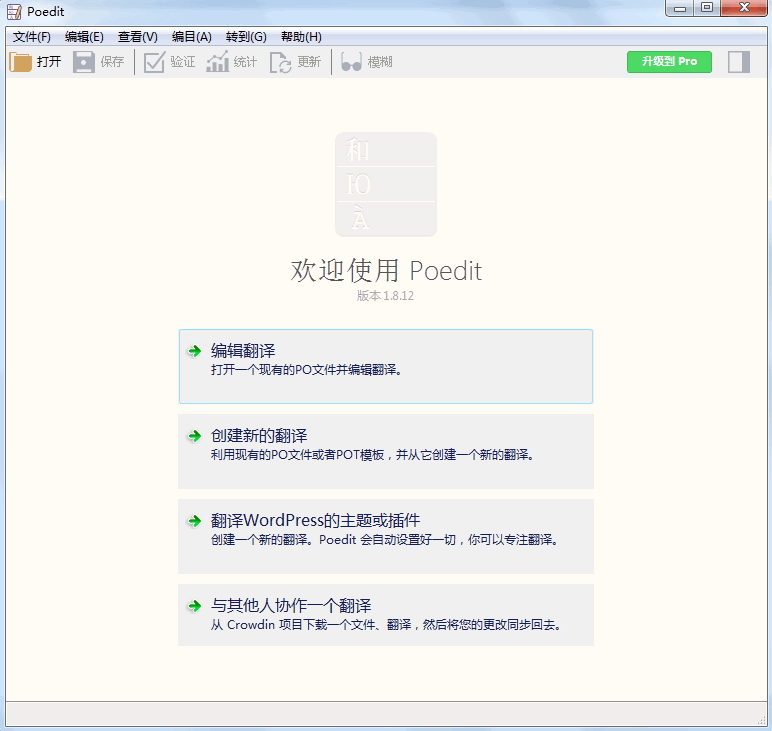 Poedit
文件(F) 编辑(E) 查看(V) 编目(A) 转到(G) 帮助(H)
打开 保存 验证 统计 更新 模糊 升级到 Pro
和
Ю
À
欢迎使用 Poedit
版本 1.8.12
编辑翻译
打开一个现有的PO文件并编辑翻译。
创建新的翻译
利用现有的PO文件或者POT模板，并从它创建一个新的翻译。
翻译WordPress的主题或插件
创建一个新的翻译。Poedit 会自动设置好一切，你可以专注翻译。
与其他人协作一个翻译
从 Crowdin 项目下载一个文件、翻译，然后将您的更改同步回去。